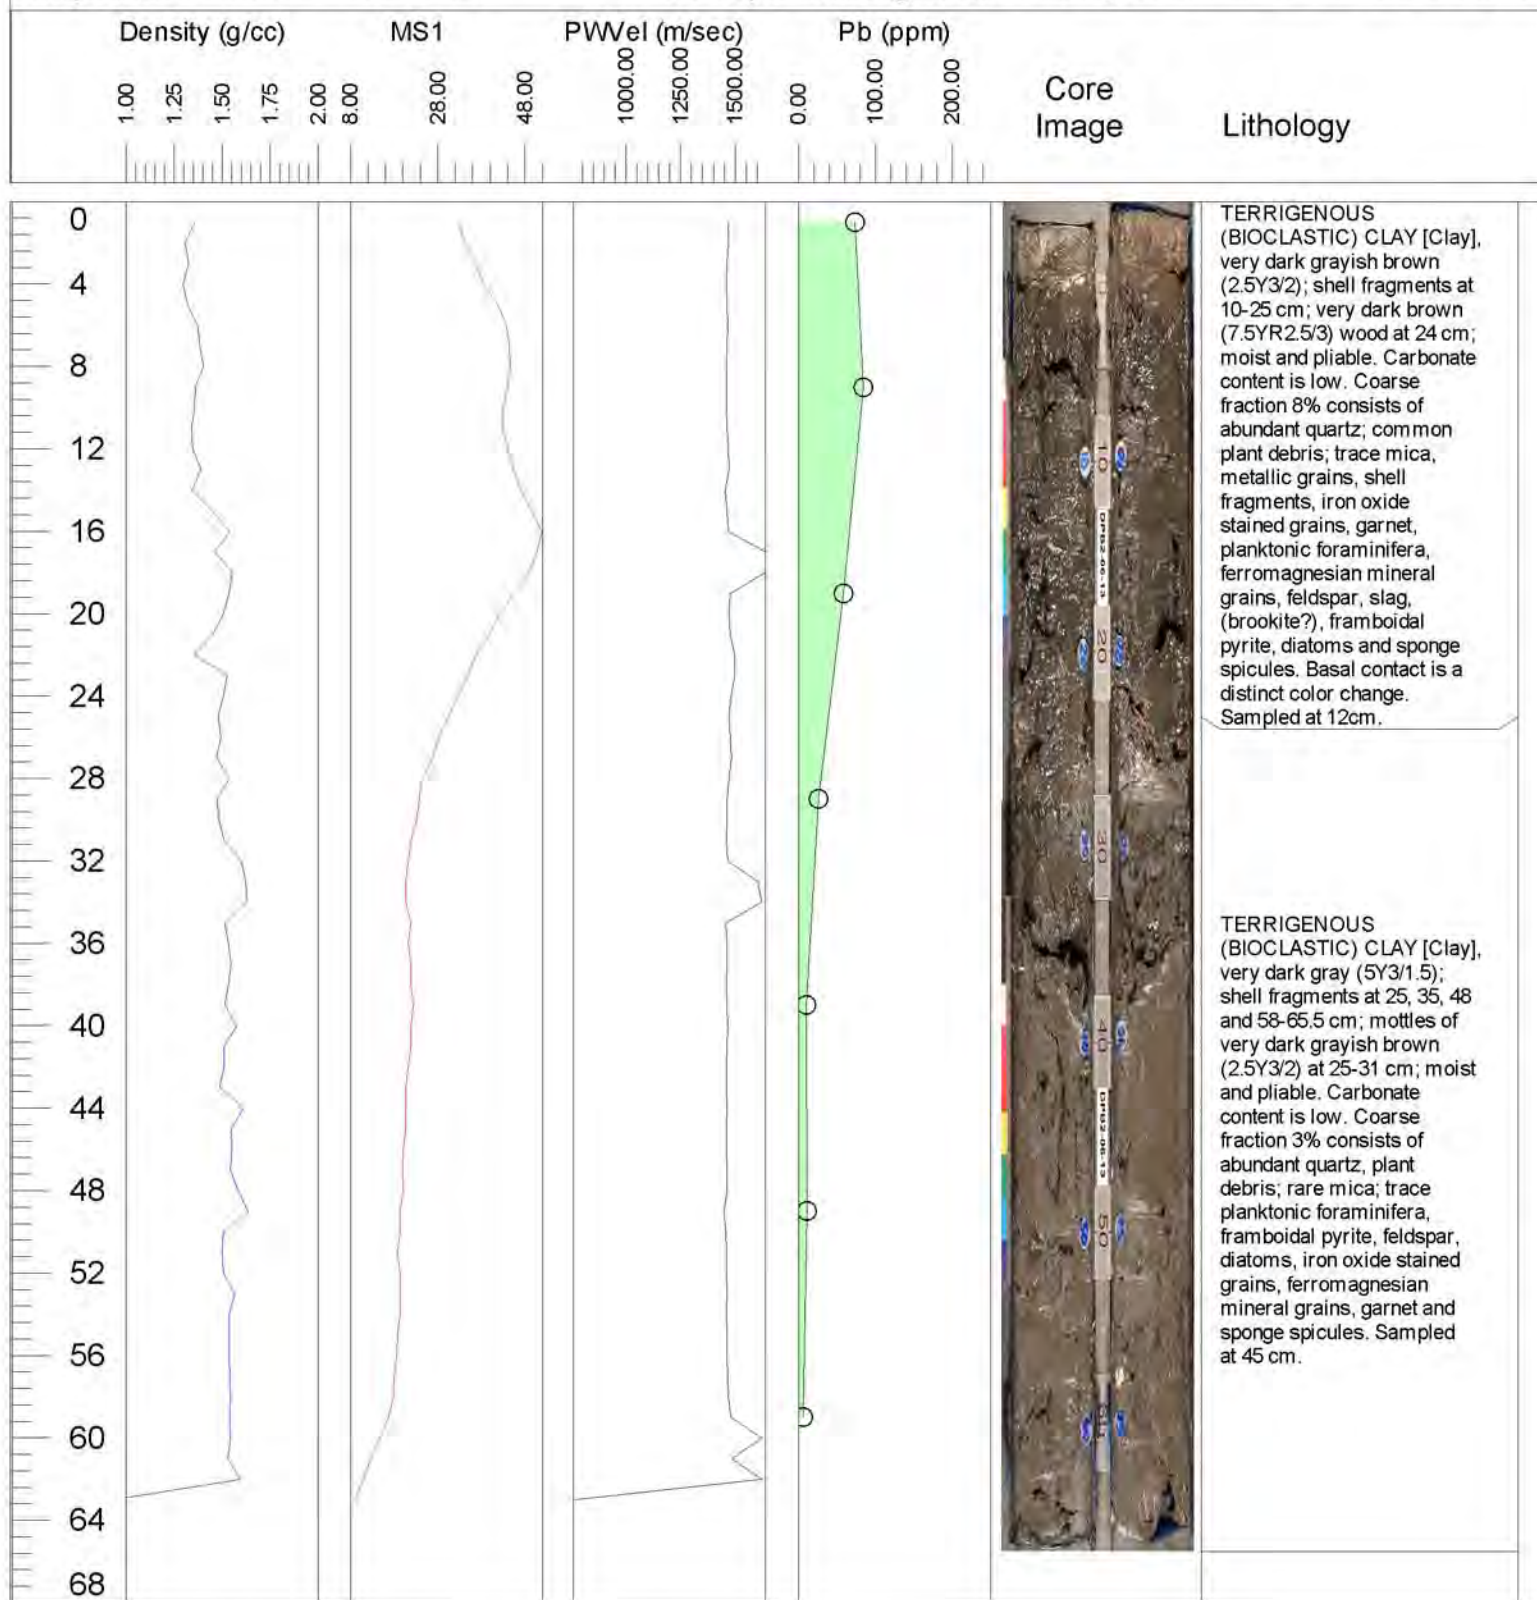 Density (g/cc)
MS1
PWVel (m/sec)
Pb (ppm)
1.00
1.25
1.50
1.75
2.00
8.00
28.00
48.00
1000.00
1250.00
1500.00
0.00
100.00
200.00
Core
Image
Lithology
0
4
8
12
16
20
24
28
32
36
40
44
48
52
56
60
64
68
10
DPB2-06-13
20
30
40
DPB2-06-13
50
TERRIGENOUS
(BIOCLASTIC) CLAY [Clay],
very dark grayish brown
(2.5Y3/2); shell fragments at
10-25 cm; very dark brown
(7.5YR2.5/3) wood at 24 cm;
moist and pliable. Carbonate
content is low. Coarse
fraction 8% consists of
abundant quartz; common
plant debris; trace mica,
metallic grains, shell
fragments, iron oxide
stained grains, garnet,
planktonic foraminifera,
ferromagnesian mineral
grains, feldspar, slag,
(brookite?), framboidal
pyrite, diatoms and sponge
spicules. Basal contact is a
distinct color change.
Sampled at 12cm.
TERRIGENOUS
(BIOCLASTIC) CLAY [Clay],
very dark gray (5Y3/1.5);
shell fragments at 25, 35, 48
and 58-65.5 cm; mottles of
very dark grayish brown
(2.5Y3/2) at 25-31 cm; moist
and pliable. Carbonate
content is low. Coarse
fraction 3% consists of
abundant quartz, plant
debris; rare mica; trace
planktonic foraminifera,
framboidal pyrite, feldspar,
diatoms, iron oxide stained
grains, ferromagnesian
mineral grains, garnet and
sponge spicules. Sampled
at 45 cm.